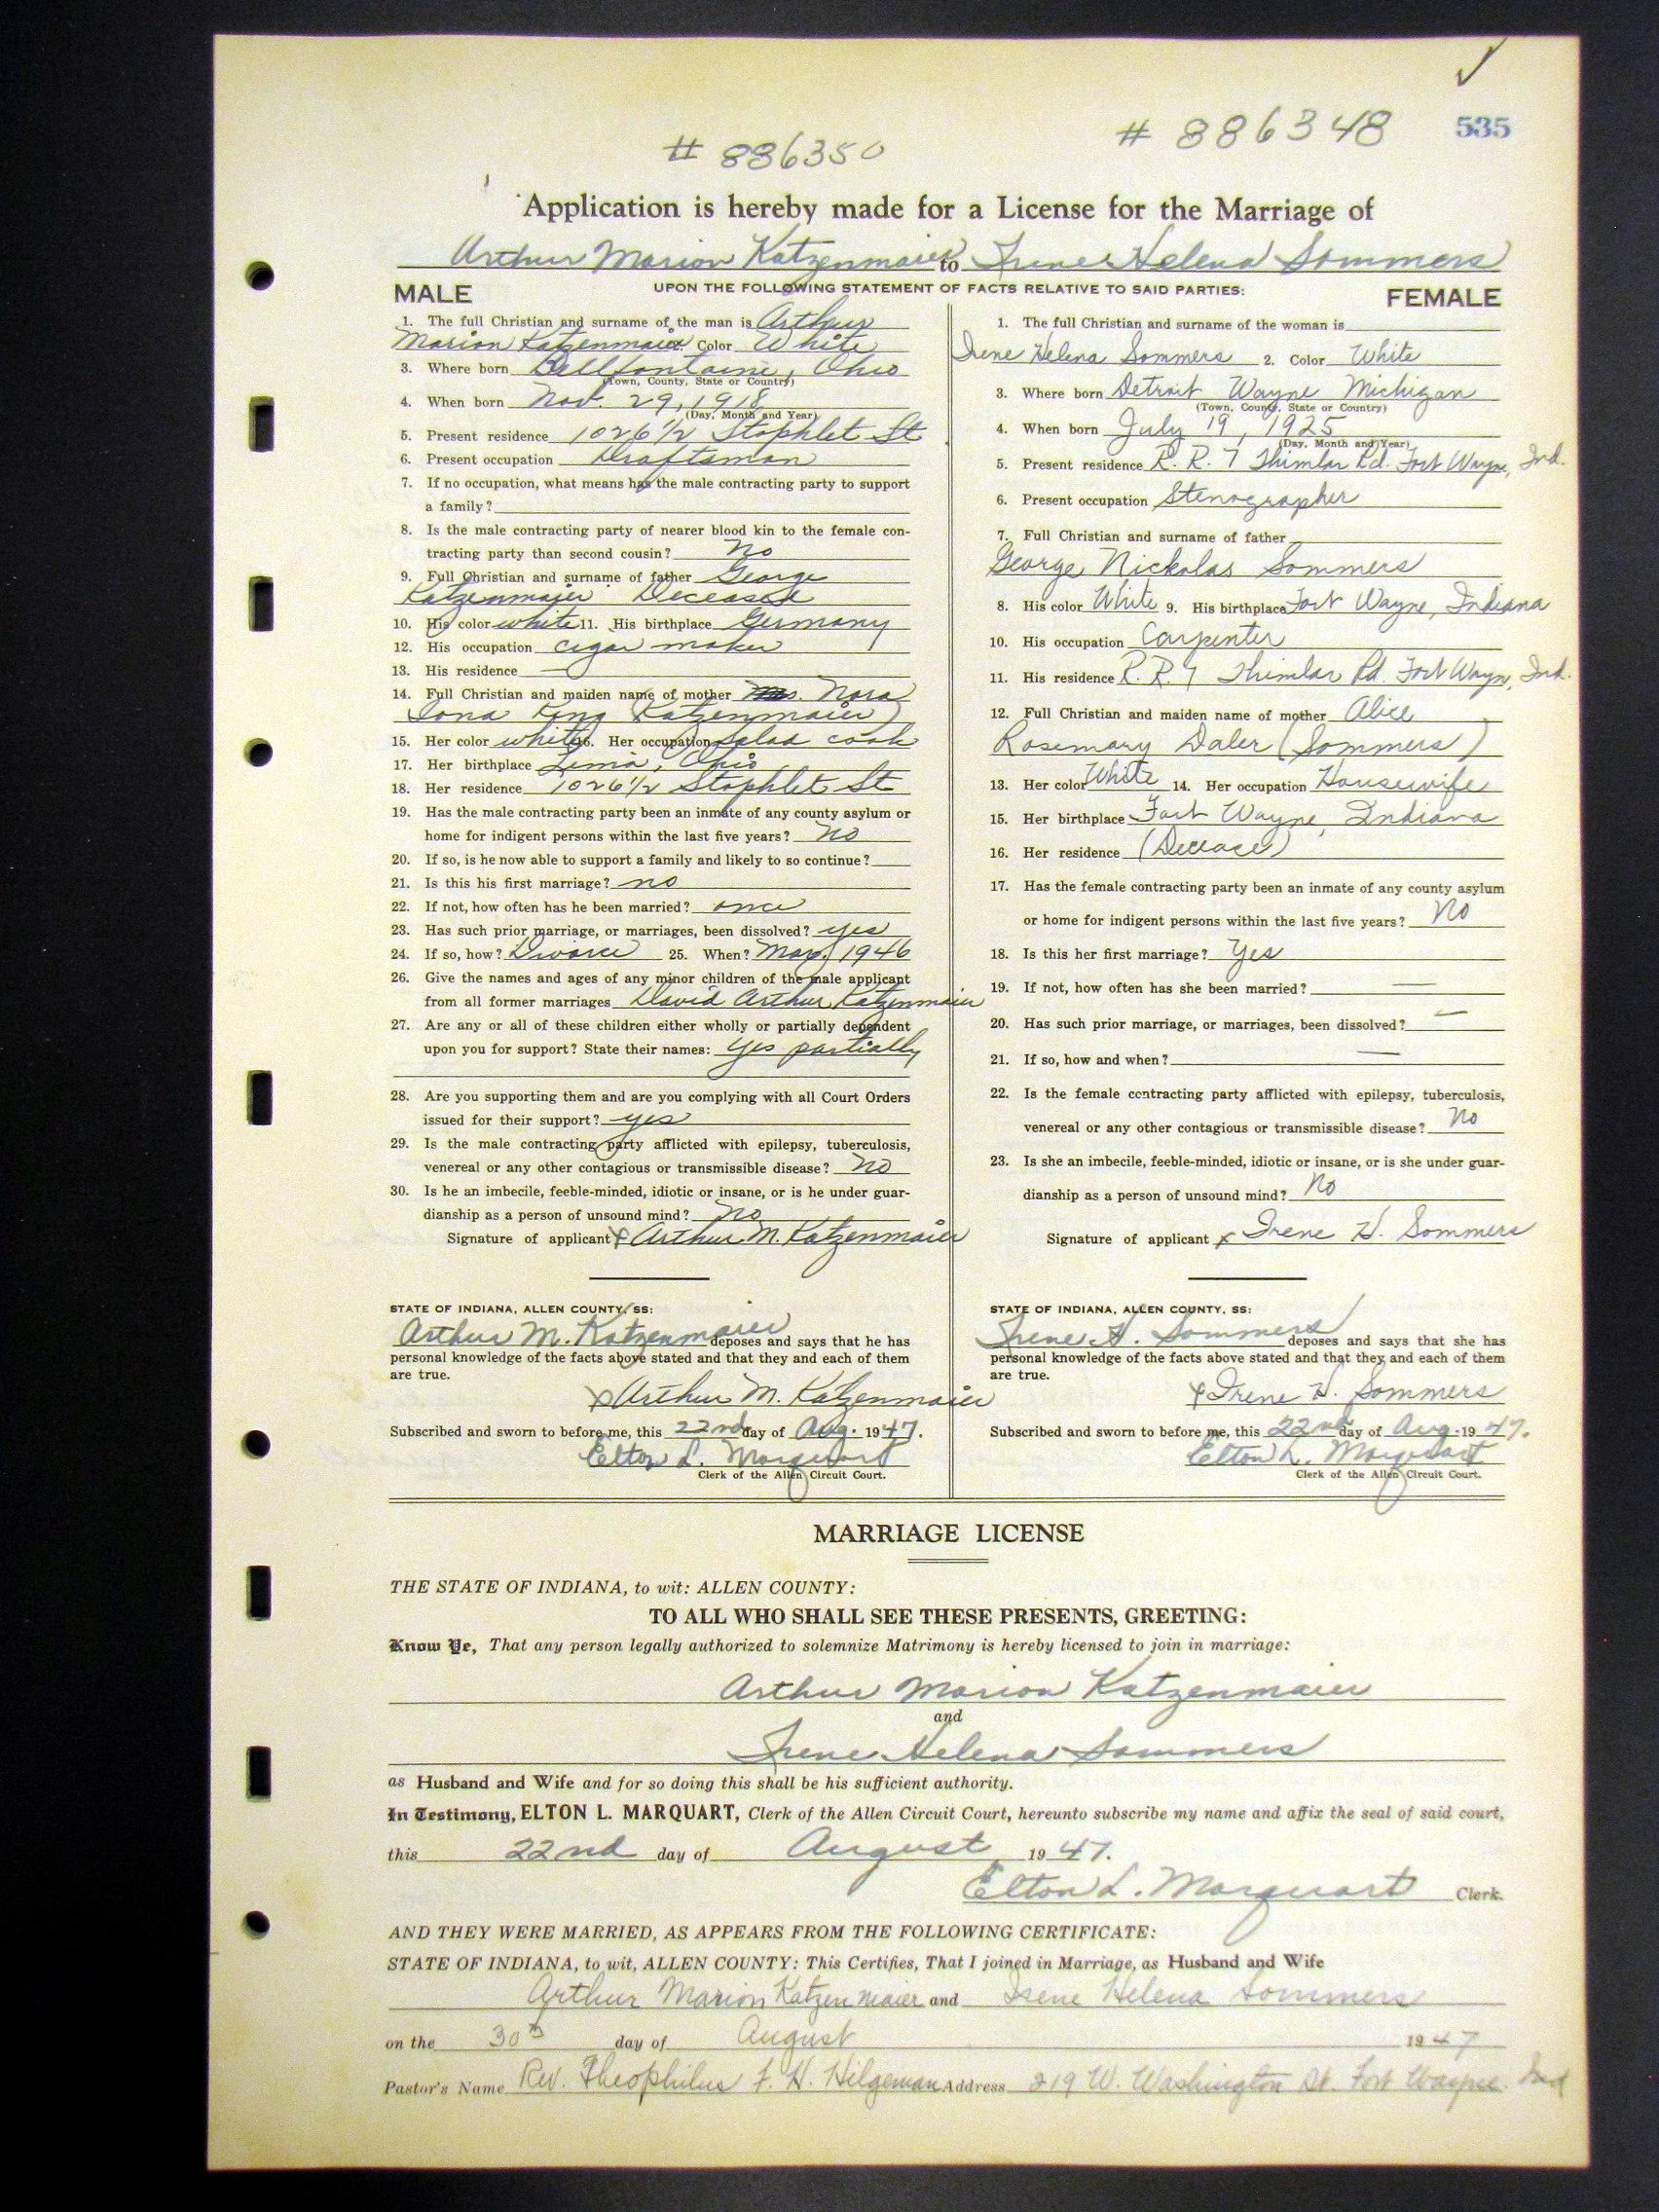 ✓
# 886350
# 886348
535
Application is hereby made for a License for the Marriage of
Arthur Marion Katzenmaier to Irene Helena Sommers
UPON THE FOLLOWING STATEMENT OF FACTS RELATIVE TO SAID PARTIES:
MALE
1. The full Christian and surname of the man is Arthur
Marion Katzenmaier Color White
3. Where born Bellfontaine, Ohio
(Town, County, State or Country)
4. When born Nov. 29, 1918
(Day, Month and Year)
5. Present residence 1026 1/2 Stophlet St
6. Present occupation Draftsman
7. If no occupation, what means has the male contracting party to support
a family?
8. Is the male contracting party of nearer blood kin to the female con-
tracting party than second cousin? No
9. Full Christian and surname of father George
Katzenmaier Deceased
10. His color white 11. His birthplace Germany
12. His occupation cigar maker
13. His residence —
14. Full Christian and maiden name of mother Mrs. Nora
Iona King (Katzenmaier)
15. Her color white 16. Her occupation salad cook
17. Her birthplace Lima, Ohio
18. Her residence 1026 1/2 Stophlet St
19. Has the male contracting party been an inmate of any county asylum or
home for indigent persons within the last five years? no
20. If so, is he now able to support a family and likely to so continue?
21. Is this his first marriage? no
22. If not, how often has he been married? once
23. Has such prior marriage, or marriages, been dissolved? yes
24. If so, how? Divorce 25. When? May, 1946
26. Give the names and ages of any minor children of the male applicant
from all former marriages David Arthur Katzenmaier
27. Are any or all of these children either wholly or partially dependent
upon you for support? State their names: yes partially
28. Are you supporting them and are you complying with all Court Orders
issued for their support? yes
29. Is the male contracting party afflicted with epilepsy, tuberculosis,
venereal or any other contagious or transmissible disease? no
30. Is he an imbecile, feeble-minded, idiotic or insane, or is he under guar-
dianship as a person of unsound mind? no
Signature of applicant x Arthur M. Katzenmaier
STATE OF INDIANA, ALLEN COUNTY, SS:
Arthur M. Katzenmaier deposes and says that he has
personal knowledge of the facts above stated and that they and each of them
are true.
x Arthur M. Katzenmaier
Subscribed and sworn to before me, this 22nd day of Aug. 1947.
Elton L. Marquart
Clerk of the Allen Circuit Court.
FEMALE
1. The full Christian and surname of the woman is
Irene Helena Sommers 2. Color White
3. Where born Detroit Wayne Michigan
(Town, County, State or Country)
4. When born July 19, 1925
(Day, Month and Year)
5. Present residence R. R. 7 Thimlar Rd. Fort Wayne, Ind.
6. Present occupation Stenographer
7. Full Christian and surname of father
George Nickolas Sommers
8. His color White 9. His birthplace Fort Wayne, Indiana
10. His occupation Carpenter
11. His residence R. R. 7 Thimlar Rd. Fort Wayne, Ind.
12. Full Christian and maiden name of mother Alice
Rosemary Daler (Sommers)
13. Her color White 14. Her occupation Housewife
15. Her birthplace Fort Wayne, Indiana
16. Her residence (Decease)
17. Has the female contracting party been an inmate of any county asylum
or home for indigent persons within the last five years? No
18. Is this her first marriage? Yes
19. If not, how often has she been married? —
20. Has such prior marriage, or marriages, been dissolved? —
21. If so, how and when? —
22. Is the female contracting party afflicted with epilepsy, tuberculosis,
venereal or any other contagious or transmissible disease? No
23. Is she an imbecile, feeble-minded, idiotic or insane, or is she under guar-
dianship as a person of unsound mind? No
Signature of applicant x Irene H. Sommers
STATE OF INDIANA, ALLEN COUNTY, SS:
Irene H. Sommers deposes and says that she has
personal knowledge of the facts above stated and that they and each of them
are true.
x Irene H. Sommers
Subscribed and sworn to before me, this 22nd day of Aug. 1947.
Elton L. Marquart
Clerk of the Allen Circuit Court.
MARRIAGE LICENSE
THE STATE OF INDIANA, to wit: ALLEN COUNTY:
TO ALL WHO SHALL SEE THESE PRESENTS, GREETING:
Know Ye, That any person legally authorized to solemnize Matrimony is hereby licensed to join in marriage:
Arthur Marion Katzenmaier
and
Irene Helena Sommers
as Husband and Wife and for so doing this shall be his sufficient authority.
In Testimony, ELTON L. MARQUART, Clerk of the Allen Circuit Court, hereunto subscribe my name and affix the seal of said court,
this 22nd day of August 1947.
Elton L. Marquart Clerk.
AND THEY WERE MARRIED, AS APPEARS FROM THE FOLLOWING CERTIFICATE:
STATE OF INDIANA, to wit, ALLEN COUNTY: This Certifies, That I joined in Marriage, as Husband and Wife
Arthur Marion Katzenmaier and Irene Helena Sommers
on the 30th day of August 1947
Pastor's Name Rev. Theophilus F. H. Hilgeman Address 219 W. Washington St. Fort Wayne Ind